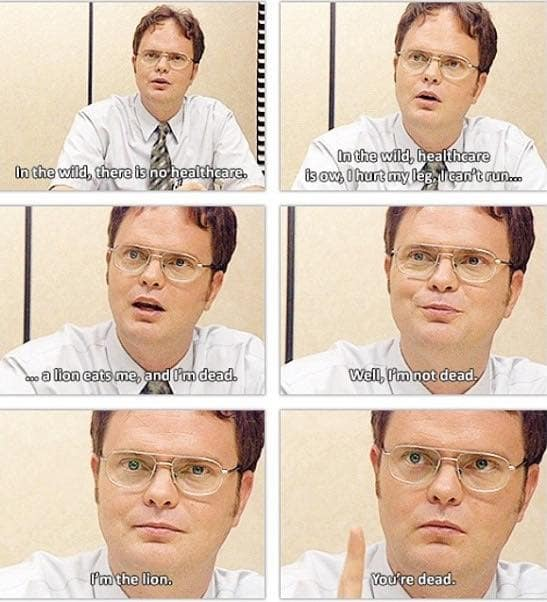 In the wild, there is no healthcare.
In the wild, healthcare
is ow, I hurt my leg, I can't run...
... a lion eats me, and I'm dead.
Well, I'm not dead.
I'm the lion.
You're dead.